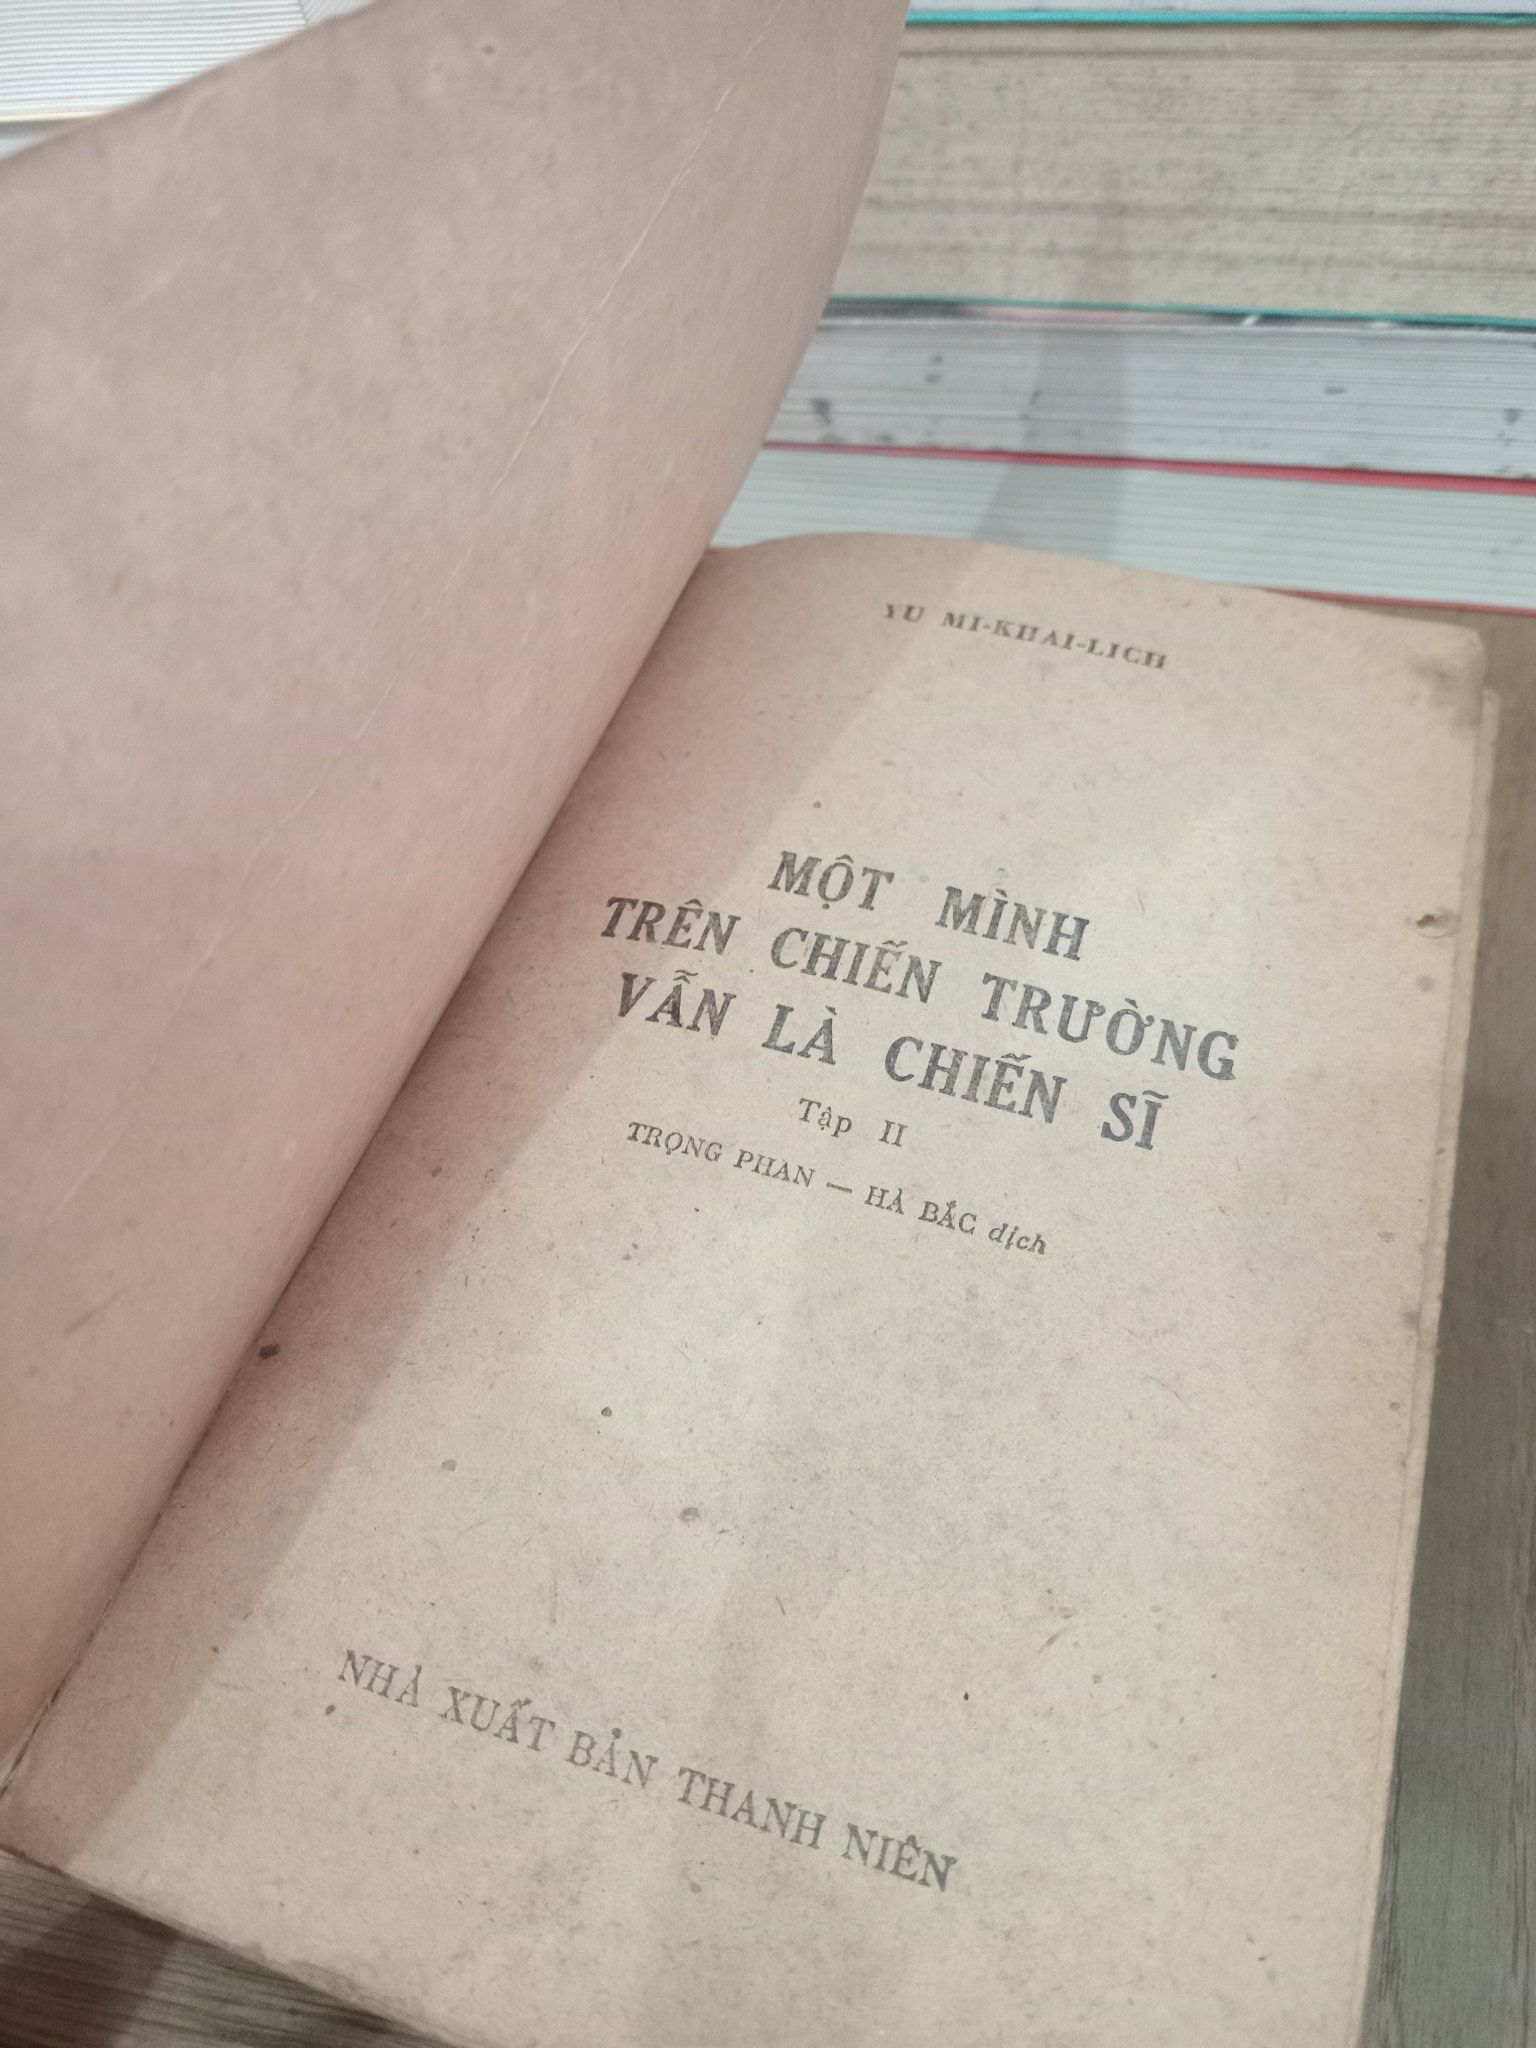 YU MI-KHAI-LICH
MỘT MÌNH
TRÊN CHIẾN TRƯỜNG
VẪN LÀ CHIẾN SĨ
Tập II
TRỌNG PHAN — HÀ BẮC dịch
NHÀ XUẤT BẢN THANH NIÊN